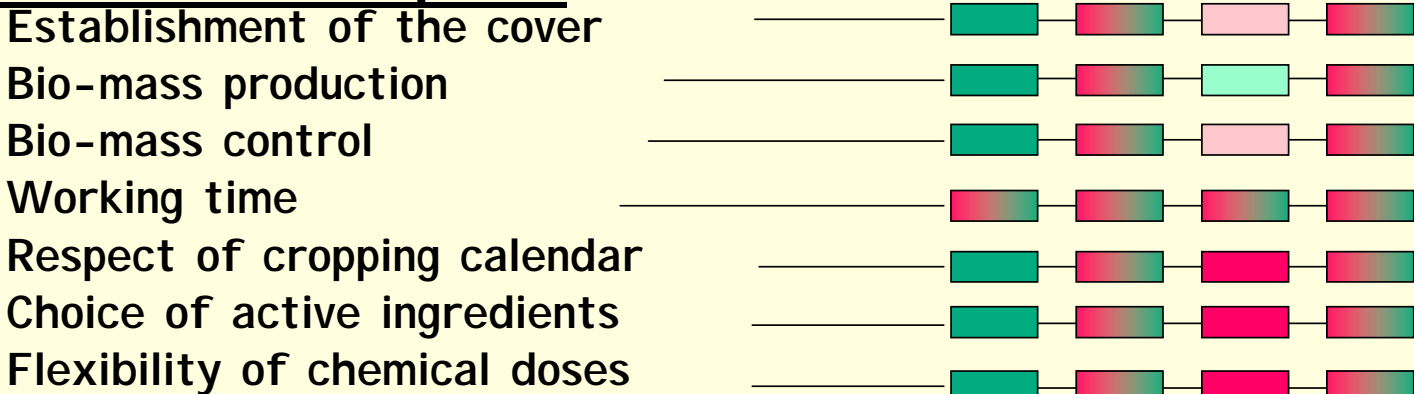 Establishment of the cover
Bio-mass production
Bio-mass control
Working time
Respect of cropping calendar
Choice of active ingredients
Flexibility of chemical doses